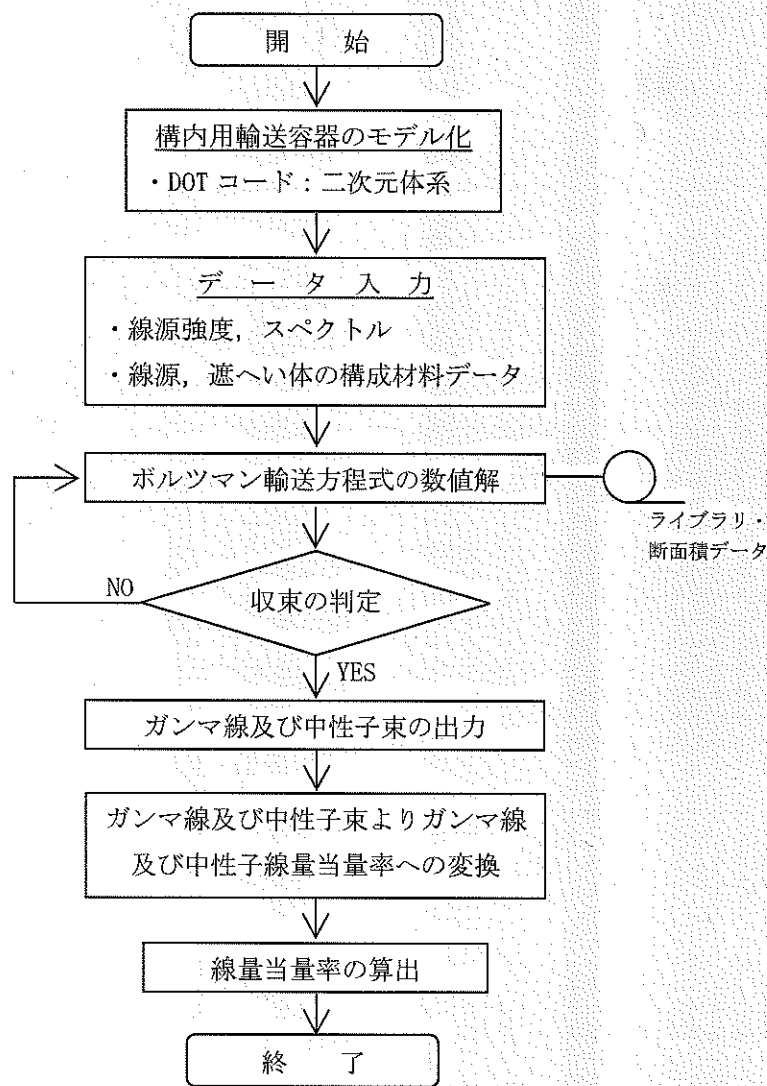 開 始
構内用輸送容器のモデル化
・DOT コード：二次元体系
デ ー タ 入 力
・線源強度，スペクトル
・線源，遮へい体の構成材料データ
ボルツマン輸送方程式の数値解
ライブラリ・
断面積データ
収束の判定
NO
YES
ガンマ線及び中性子束の出力
ガンマ線及び中性子束よりガンマ線
及び中性子線量当量率への変換
線量当量率の算出
終 了